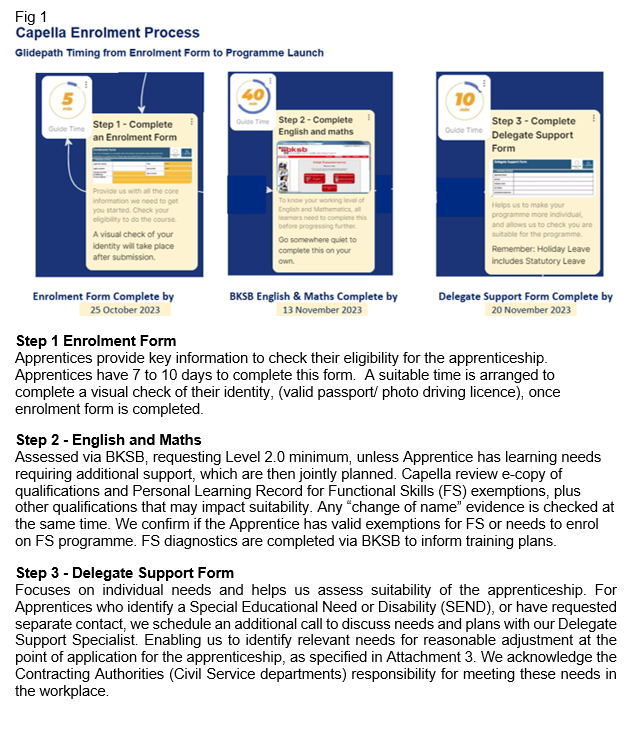 Fig 1
Capella Enrolment Process
Glidepath Timing from Enrolment Form to Programme Launch
5
min
Guide Time
Step 1 - Complete
an Enrolment Form
Provide us with all the core
information we need to get
you started. Check your
eligibility to do the course.
A visual check of your
identity will take place
after submission.
40
min
Guide Time
Step 2 - Complete
English and maths
bksb
To know your working level of
English and Mathematics, all
learners need to complete this
before progressing further.
Go somewhere quiet to
complete this on your
own.
10
min
Guide Time
Step 3 - Complete
Delegate Support
Form
Delegate Support Form
Helps us to make your
programme more individual,
and allows us to check you are
suitable for the programme.
Remember: Holiday Leave
includes Statutory Leave
Enrolment Form Complete by
25 October 2023
BKSB English & Maths Complete by
13 November 2023
Delegate Support Form Complete by
20 November 2023
Step 1 Enrolment Form
Apprentices provide key information to check their eligibility for the apprenticeship.
Apprentices have 7 to 10 days to complete this form.  A suitable time is arranged to
complete a visual check of their identity, (valid passport/ photo driving licence), once
enrolment form is completed.
Step 2 - English and Maths
Assessed via BKSB, requesting Level 2.0 minimum, unless Apprentice has learning needs
requiring additional support, which are then jointly planned. Capella review e-copy of
qualifications and Personal Learning Record for Functional Skills (FS) exemptions, plus
other qualifications that may impact suitability. Any “change of name” evidence is checked at
the same time. We confirm if the Apprentice has valid exemptions for FS or needs to enrol
on FS programme. FS diagnostics are completed via BKSB to inform training plans.
Step 3 - Delegate Support Form
Focuses on individual needs and helps us assess suitability of the apprenticeship. For
Apprentices who identify a Special Educational Need or Disability (SEND), or have requested
separate contact, we schedule an additional call to discuss needs and plans with our Delegate
Support Specialist. Enabling us to identify relevant needs for reasonable adjustment at the
point of application for the apprenticeship, as specified in Attachment 3. We acknowledge the
Contracting Authorities (Civil Service departments) responsibility for meeting these needs in
the workplace.